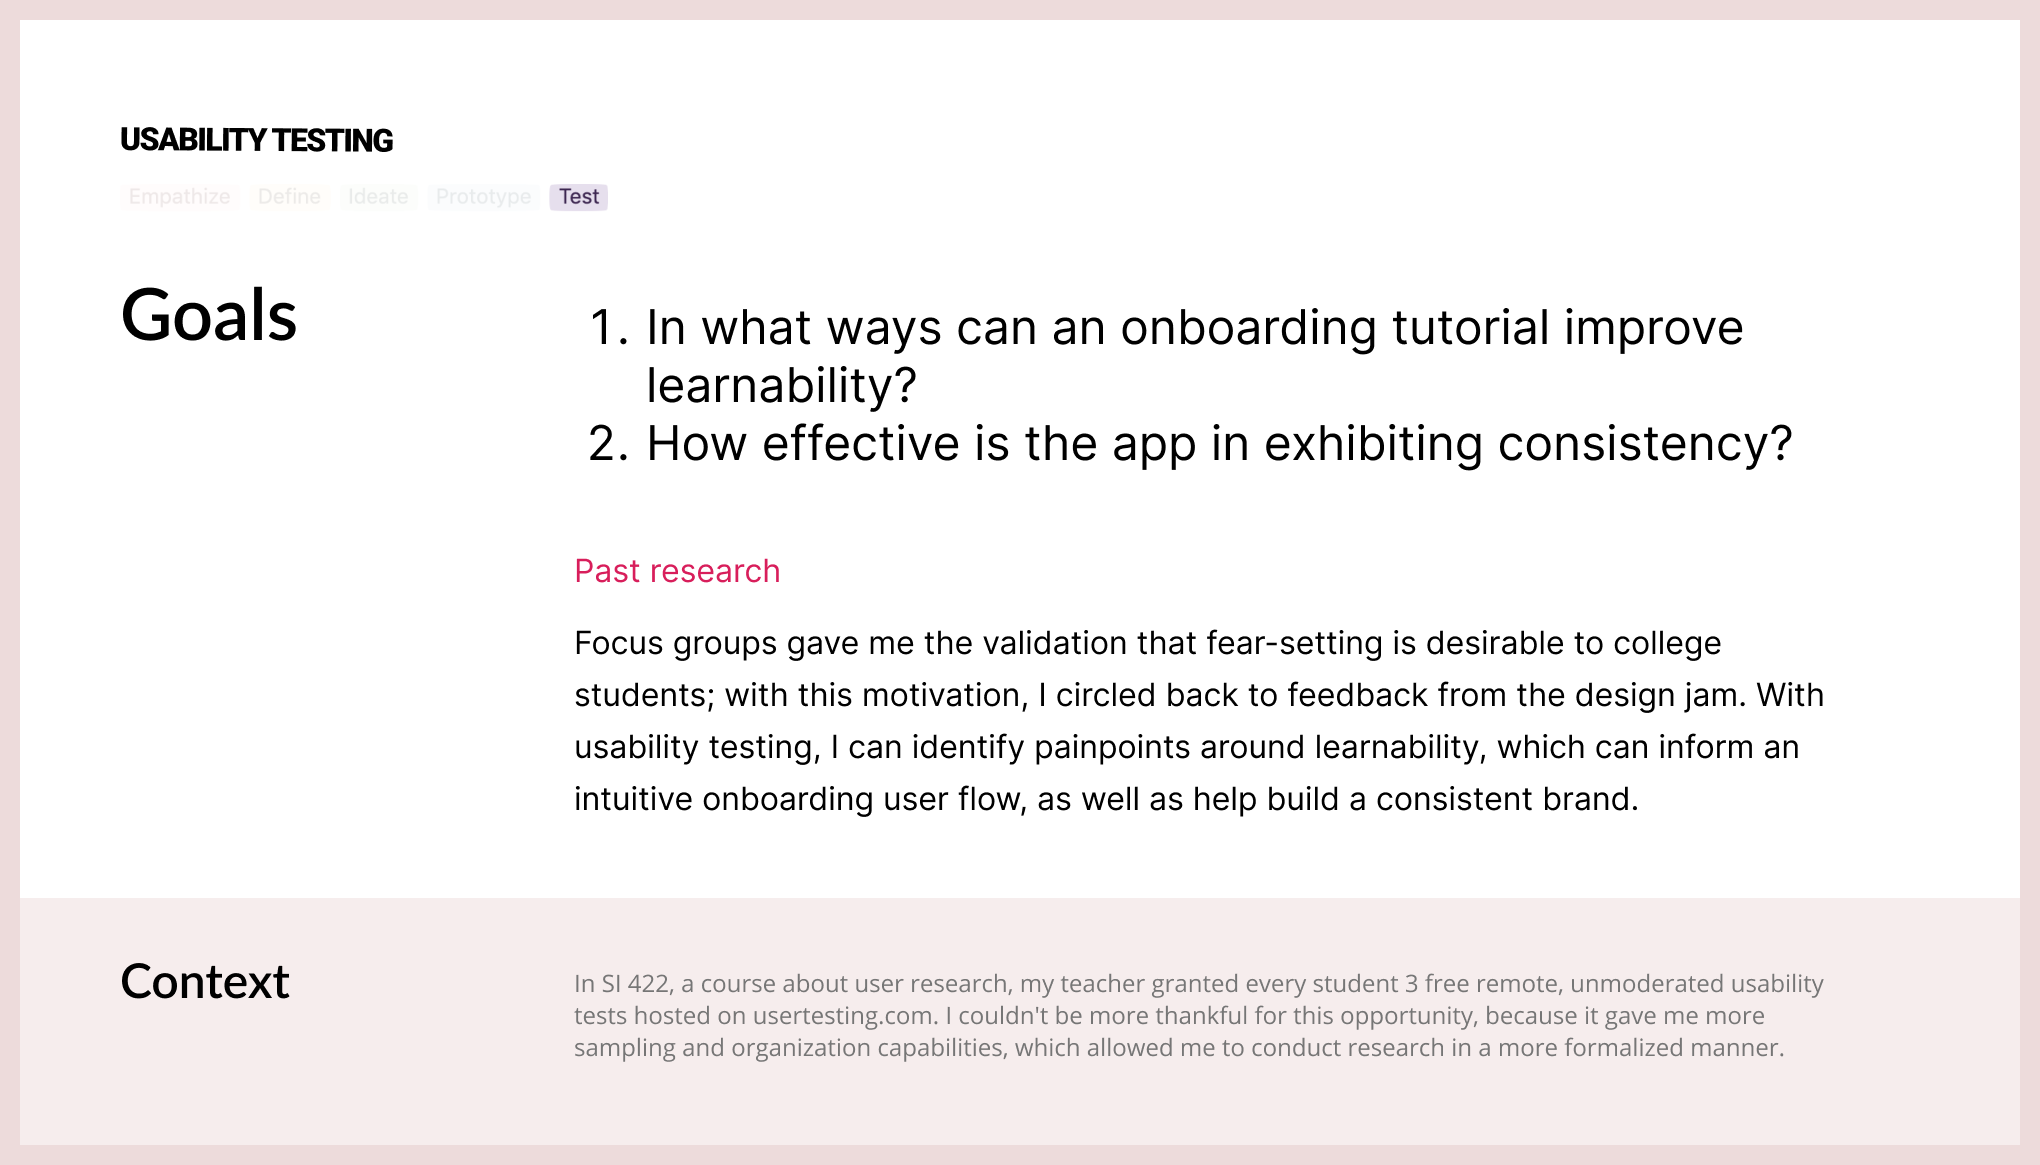 USABILITY TESTING
Empathize Define Ideate Prototype Test
Goals
1. In what ways can an onboarding tutorial improve
learnability?
2. How effective is the app in exhibiting consistency?
Past research
Focus groups gave me the validation that fear-setting is desirable to college
students; with this motivation, I circled back to feedback from the design jam. With
usability testing, I can identify painpoints around learnability, which can inform an
intuitive onboarding user flow, as well as help build a consistent brand.
Context
In SI 422, a course about user research, my teacher granted every student 3 free remote, unmoderated usability
tests hosted on usertesting.com. I couldn't be more thankful for this opportunity, because it gave me more
sampling and organization capabilities, which allowed me to conduct research in a more formalized manner.